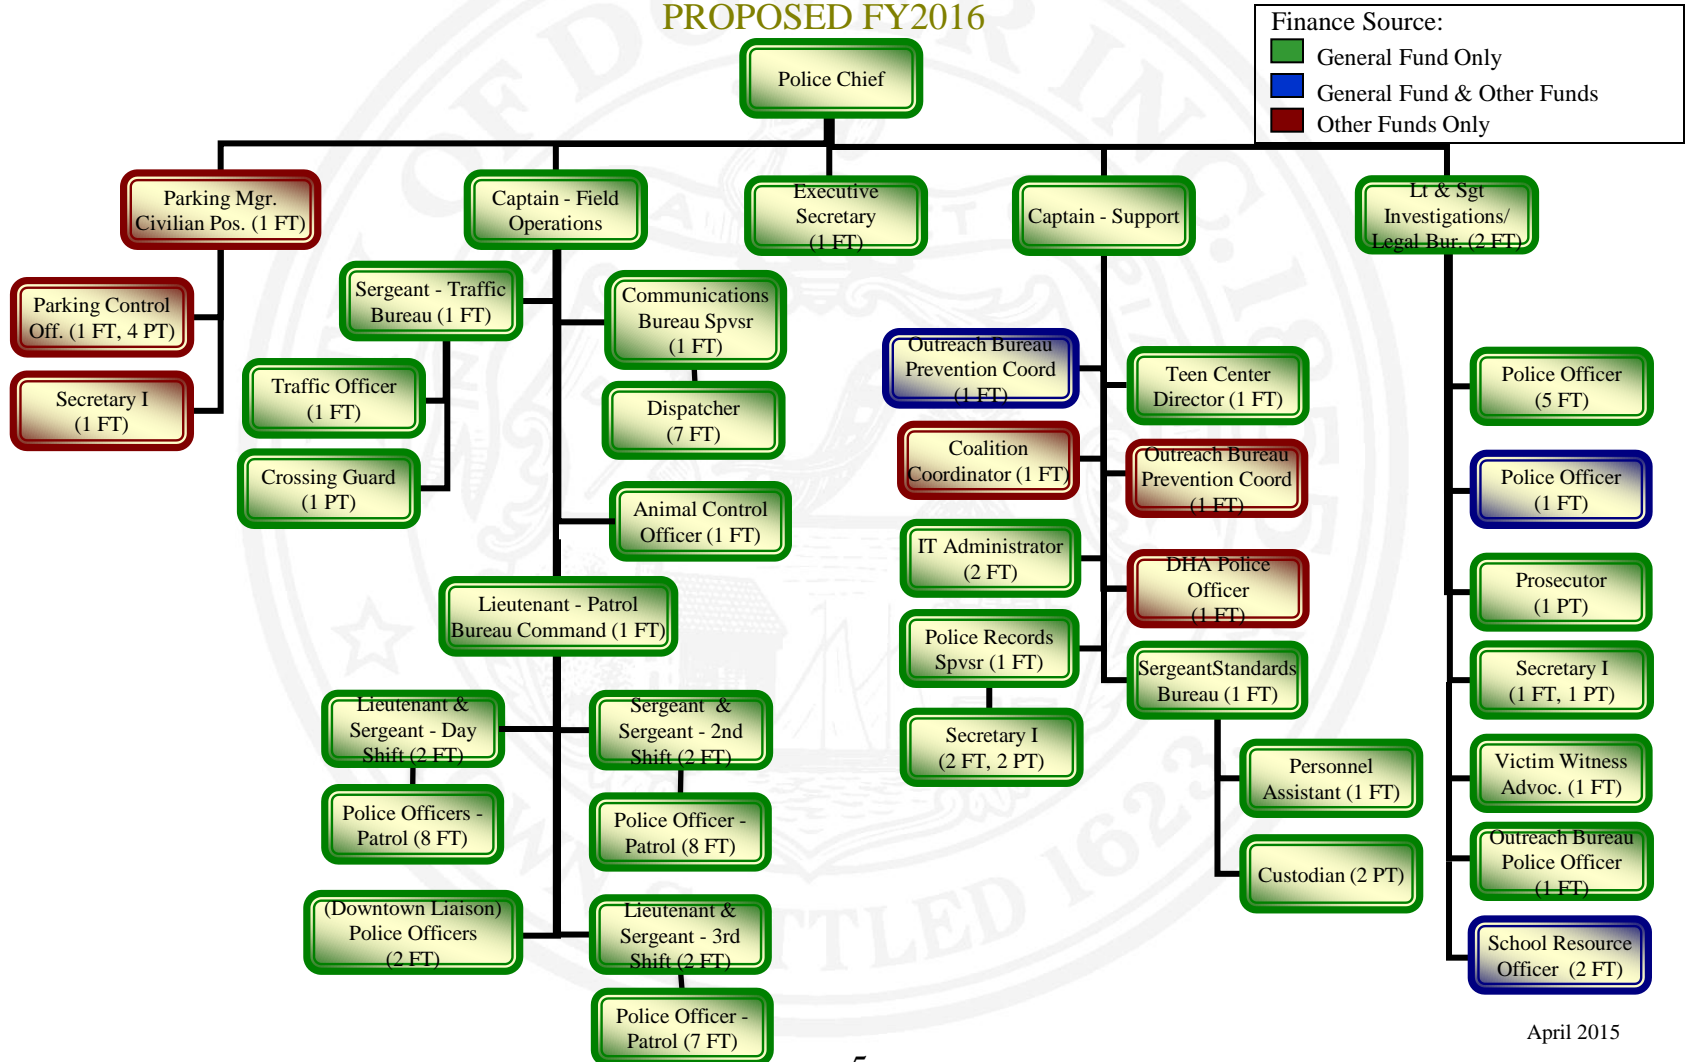 PROPOSED FY2016
Finance Source:
General Fund Only
General Fund & Other Funds
Other Funds Only
Police Chief
Parking Mgr.
Civilian Pos. (1 FT)
Captain - Field
Operations
Executive
Secretary
(1 FT)
Captain - Support
Lt & Sgt
Investigations/
Legal Bur. (2 FT)
Parking Control
Off. (1 FT, 4 PT)
Secretary I
(1 FT)
Sergeant - Traffic
Bureau (1 FT)
Traffic Officer
(1 FT)
Crossing Guard
(1 PT)
Communications
Bureau Spvsr
(1 FT)
Dispatcher
(7 FT)
Animal Control
Officer (1 FT)
Lieutenant - Patrol
Bureau Command (1 FT)
Lieutenant &
Sergeant - Day
Shift (2 FT)
Police Officers -
Patrol (8 FT)
(Downtown Liaison)
Police Officers
(2 FT)
Sergeant  &
Sergeant - 2nd
Shift (2 FT)
Police Officer -
Patrol (8 FT)
Lieutenant &
Sergeant - 3rd
Shift (2 FT)
Police Officer -
Patrol (7 FT)
Outreach Bureau
Prevention Coord
(1 FT)
Coalition
Coordinator (1 FT)
IT Administrator
(2 FT)
Police Records
Spvsr (1 FT)
Secretary I
(2 FT, 2 PT)
Teen Center
Director (1 FT)
Outreach Bureau
Prevention Coord
(1 FT)
DHA Police
Officer
(1 FT)
SergeantStandards
Bureau (1 FT)
Personnel
Assistant (1 FT)
Custodian (2 PT)
Police Officer
(5 FT)
Police Officer
(1 FT)
Prosecutor
(1 PT)
Secretary I
(1 FT, 1 PT)
Victim Witness
Advoc. (1 FT)
Outreach Bureau
Police Officer
(1 FT)
School Resource
Officer  (2 FT)
April 2015